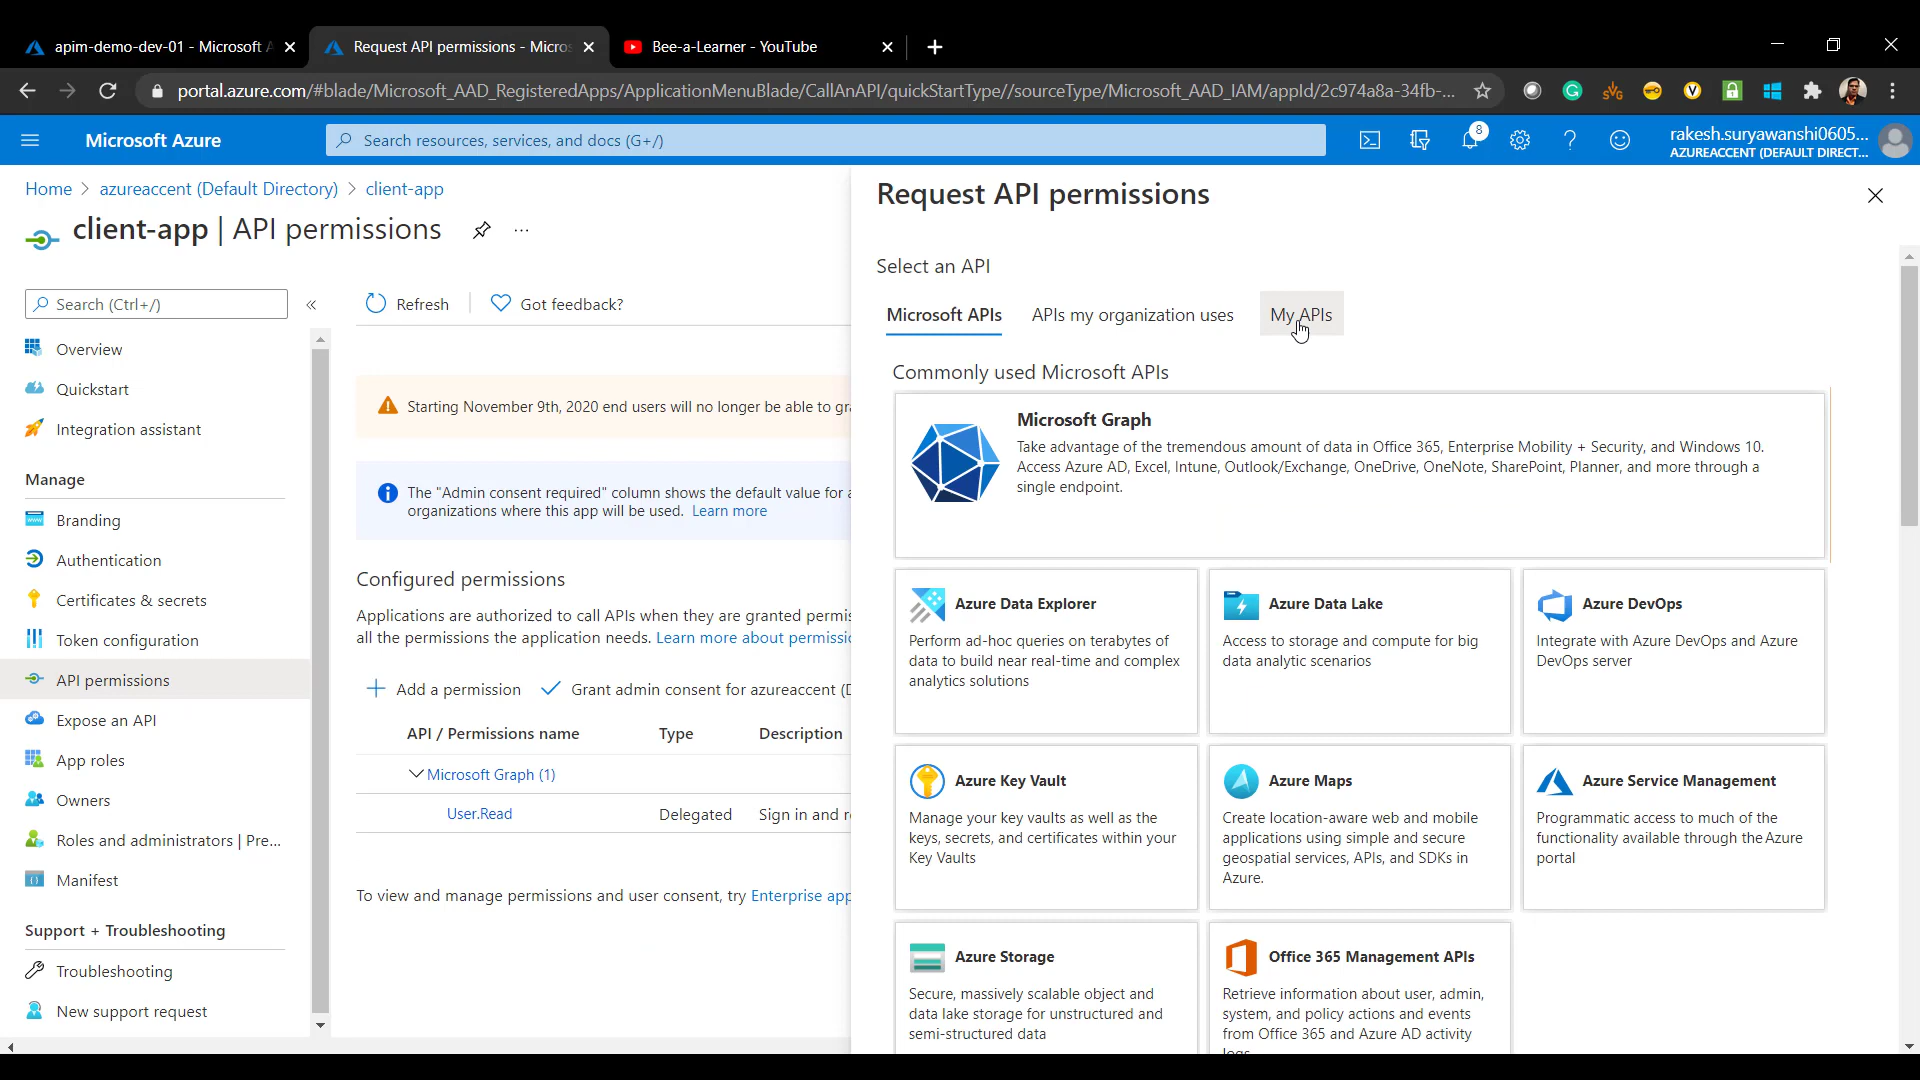 apim-demo-dev-01 - Microsoft A
Request API permissions - Micros
Bee-a-Learner - YouTube
portal.azure.com/#blade/Microsoft_AAD_RegisteredApps/ApplicationMenuBlade/CallAnAPI/quickStartType//sourceType/Microsoft_AAD_IAM/appId/2c974a8a-34fb-...
Microsoft Azure
Search resources, services, and docs (G+/)
8
rakesh.suryawanshi0605...
AZUREACCENT (DEFAULT DIRECT...
Home > azureaccent (Default Directory) > client-app
client-app | API permissions
...
Search (Ctrl+/)
Overview
Quickstart
Integration assistant
Manage
Branding
Authentication
Certificates & secrets
Token configuration
API permissions
Expose an API
App roles
Owners
Roles and administrators | Pre...
Manifest
Support + Troubleshooting
Troubleshooting
New support request
Refresh
Got feedback?
Starting November 9th, 2020 end users will no longer be able to gra
The "Admin consent required" column shows the default value for a
organizations where this app will be used. Learn more
Configured permissions
Applications are authorized to call APIs when they are granted permis
all the permissions the application needs. Learn more about permissio
Add a permission
Grant admin consent for azureaccent (D
API / Permissions name
Type
Description
Microsoft Graph (1)
User.Read
Delegated
Sign in and r
To view and manage permissions and user consent, try Enterprise app
Request API permissions
Select an API
Microsoft APIs
APIs my organization uses
My APIs
Commonly used Microsoft APIs
Microsoft Graph
Take advantage of the tremendous amount of data in Office 365, Enterprise Mobility + Security, and Windows 10.
Access Azure AD, Excel, Intune, Outlook/Exchange, OneDrive, OneNote, SharePoint, Planner, and more through a
single endpoint.
Azure Data Explorer
Perform ad-hoc queries on terabytes of
data to build near real-time and complex
analytics solutions
Azure Data Lake
Access to storage and compute for big
data analytic scenarios
Azure DevOps
Integrate with Azure DevOps and Azure
DevOps server
Azure Key Vault
Manage your key vaults as well as the
keys, secrets, and certificates within your
Key Vaults
Azure Maps
Create location-aware web and mobile
applications using simple and secure
geospatial services, APIs, and SDKs in
Azure.
Azure Service Management
Programmatic access to much of the
functionality available through the Azure
portal
Azure Storage
Secure, massively scalable object and
data lake storage for unstructured and
semi-structured data
Office 365 Management APIs
Retrieve information about user, admin,
system, and policy actions and events
from Office 365 and Azure AD activity
logs